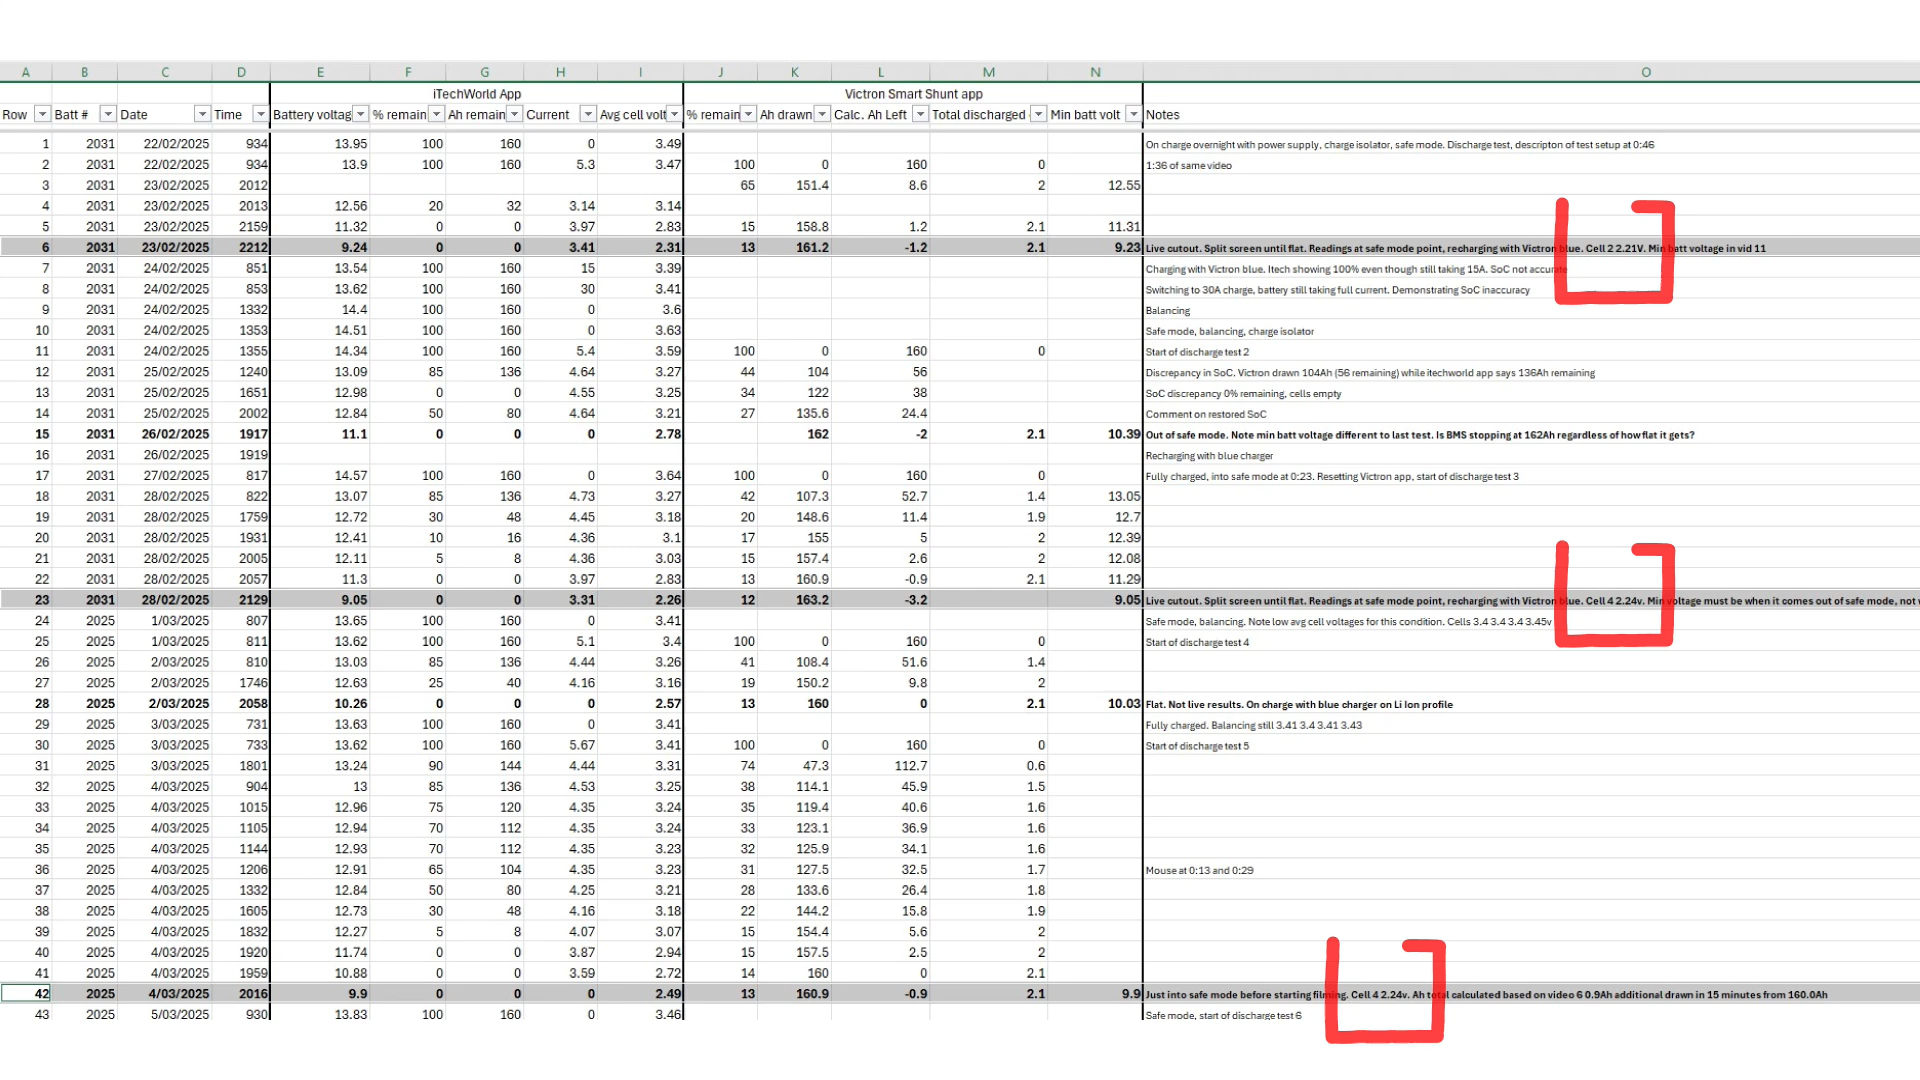 A B C D E F G H I J K L M N O
iTechWorld App Victron Smart Shunt app
Row Batt # Date Time Battery voltag % remain Ah remain Current Avg cell volt % remain Ah drawn Calc. Ah Left Total discharged Min batt volt Notes
1 2031 22/02/2025 934 13.95 100 160 0 3.49 On charge overnight with power supply, charge isolator, safe mode. Discharge test, descripton of test setup at 0:46
2 2031 22/02/2025 934 13.9 100 160 5.3 3.47 100 0 160 0 1:36 of same video
3 2031 23/02/2025 2012 65 151.4 8.6 2 12.55
4 2031 23/02/2025 2013 12.56 20 32 3.14 3.14
5 2031 23/02/2025 2159 11.32 0 0 3.97 2.83 15 158.8 1.2 2.1 11.31
6 2031 23/02/2025 2212 9.24 0 0 3.41 2.31 13 161.2 -1.2 2.1 9.23 Live cutout. Split screen until flat. Readings at safe mode point, recharging with Victron blue. Cell 2 2.21V. Min batt voltage in vid 11
7 2031 24/02/2025 851 13.54 100 160 15 3.39 Charging with Victron blue. Itech showing 100% even though still taking 15A. SoC not accurate
8 2031 24/02/2025 853 13.62 100 160 30 3.41 Switching to 30A charge, battery still taking full current. Demonstrating SoC inaccuracy
9 2031 24/02/2025 1332 14.4 100 160 0 3.6 Balancing
10 2031 24/02/2025 1353 14.51 100 160 0 3.63 Safe mode, balancing, charge isolator
11 2031 24/02/2025 1355 14.34 100 160 5.4 3.59 100 0 160 0 Start of discharge test 2
12 2031 25/02/2025 1240 13.09 85 136 4.64 3.27 44 104 56 Discrepancy in SoC. Victron drawn 104Ah (56 remaining) while itechworld app says 136Ah remaining
13 2031 25/02/2025 1651 12.98 0 0 4.55 3.25 34 122 38 SoC discrepancy 0% remaining, cells empty
14 2031 25/02/2025 2002 12.84 50 80 4.64 3.21 27 135.6 24.4 Comment on restored SoC
15 2031 26/02/2025 1917 11.1 0 0 0 2.78 162 -2 2.1 10.39 Out of safe mode. Note min batt voltage different to last test. Is BMS stopping at 162Ah regardless of how flat it gets?
16 2031 26/02/2025 1919 Recharging with blue charger
17 2031 27/02/2025 817 14.57 100 160 0 3.64 100 0 160 0 Fully charged, into safe mode at 0:23. Resetting Victron app, start of discharge test 3
18 2031 28/02/2025 822 13.07 85 136 4.73 3.27 42 107.3 52.7 1.4 13.05
19 2031 28/02/2025 1759 12.72 30 48 4.45 3.18 20 148.6 11.4 1.9 12.7
20 2031 28/02/2025 1931 12.41 10 16 4.36 3.1 17 155 5 2 12.39
21 2031 28/02/2025 2005 12.11 5 8 4.36 3.03 15 157.4 2.6 2 12.08
22 2031 28/02/2025 2057 11.3 0 0 3.97 2.83 13 160.9 -0.9 2.1 11.29
23 2031 28/02/2025 2129 9.05 0 0 3.31 2.26 12 163.2 -3.2 9.05 Live cutout. Split screen until flat. Readings at safe mode point, recharging with Victron blue. Cell 4 2.24v. Min voltage must be when it comes out of safe mode, not
24 2025 1/03/2025 807 13.65 100 160 0 3.41 Safe mode, balancing. Note low avg cell voltages for this condition. Cells 3.4 3.4 3.4 3.45v
25 2025 1/03/2025 811 13.62 100 160 5.1 3.4 100 0 160 0 Start of discharge test 4
26 2025 2/03/2025 810 13.03 85 136 4.44 3.26 41 108.4 51.6 1.4
27 2025 2/03/2025 1746 12.63 25 40 4.16 3.16 19 150.2 9.8 2
28 2025 2/03/2025 2058 10.26 0 0 0 2.57 13 160 0 2.1 10.03 Flat. Not live results. On charge with blue charger on Li Ion profile
29 2025 3/03/2025 731 13.63 100 160 0 3.41 Fully charged. Balancing still 3.41 3.4 3.41 3.43
30 2025 3/03/2025 733 13.62 100 160 5.67 3.41 100 0 160 0 Start of discharge test 5
31 2025 3/03/2025 1801 13.24 90 144 4.44 3.31 74 47.3 112.7 0.6
32 2025 4/03/2025 904 13 85 136 4.53 3.25 38 114.1 45.9 1.5
33 2025 4/03/2025 1015 12.96 75 120 4.35 3.24 35 119.4 40.6 1.6
34 2025 4/03/2025 1105 12.94 70 112 4.35 3.24 33 123.1 36.9 1.6
35 2025 4/03/2025 1144 12.93 70 112 4.35 3.23 32 125.9 34.1 1.6
36 2025 4/03/2025 1206 12.91 65 104 4.35 3.23 31 127.5 32.5 1.7 Mouse at 0:13 and 0:29
37 2025 4/03/2025 1332 12.84 50 80 4.25 3.21 28 133.6 26.4 1.8
38 2025 4/03/2025 1605 12.73 30 48 4.16 3.18 22 144.2 15.8 1.9
39 2025 4/03/2025 1832 12.27 5 8 4.07 3.07 15 154.4 5.6 2
40 2025 4/03/2025 1920 11.74 0 0 3.87 2.94 15 157.5 2.5 2
41 2025 4/03/2025 1959 10.88 0 0 3.59 2.72 14 160 0 2.1
42 2025 4/03/2025 2016 9.9 0 0 0 2.49 13 160.9 -0.9 2.1 9.9 Just into safe mode before starting filming. Cell 4 2.24v. Ah total calculated based on video 6 0.9Ah additional drawn in 15 minutes from 160.0Ah
43 2025 5/03/2025 930 13.83 100 160 0 3.46 Safe mode, start of discharge test 6